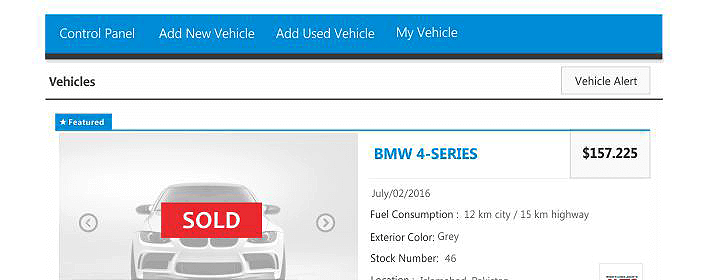 Control Panel Add New Vehicle Add Used Vehicle My Vehicle
Vehicles Vehicle Alert
★ Featured
BMW 4-SERIES $157.225
July/02/2016
Fuel Consumption : 12 km city / 15 km highway
SOLD
Exterior Color: Grey
Stock Number: 46
Location : Islamabad, Pakistan